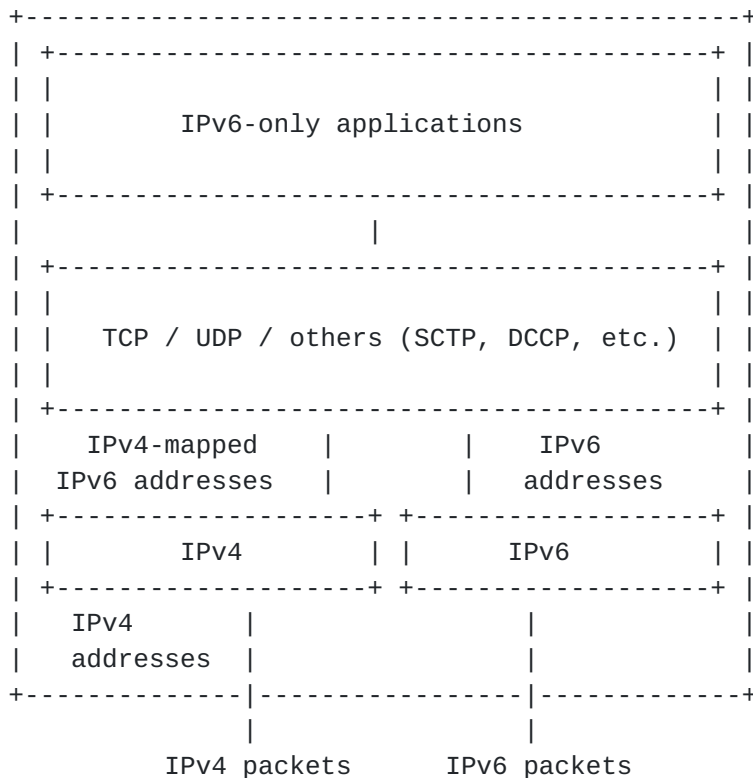 IPv6-only applications
TCP / UDP / others (SCTP, DCCP, etc.)
IPv4-mapped IPv6
IPv6 addresses addresses
IPv4 IPv6
IPv4
addresses
IPv4 packets IPv6 packets